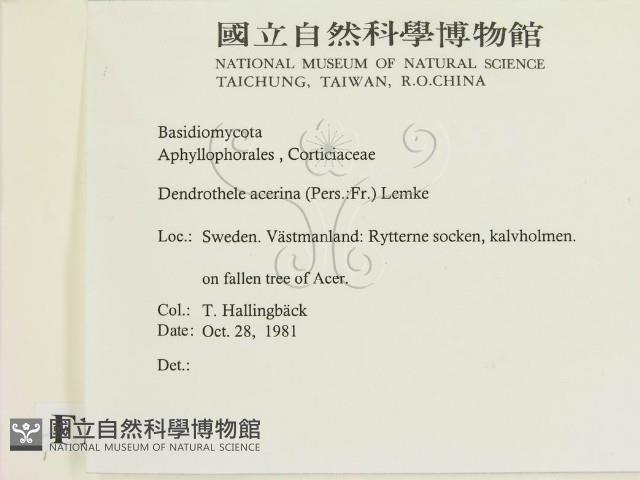 國立自然科學博物館
NATIONAL MUSEUM OF NATURAL SCIENCE
TAICHUNG, TAIWAN, R.O.CHINA
Basidiomycota
Aphyllophorales , Corticiaceae
Dendrothele acerina (Pers.:Fr.) Lemke
Loc.: Sweden. Västmanland: Rytterne socken, kalvholmen.
on fallen tree of Acer.
Col.: T. Hallingbäck
Date: Oct. 28, 1981
Det.:
F
國立自然科學博物館
NATIONAL MUSEUM OF NATURAL SCIENCE